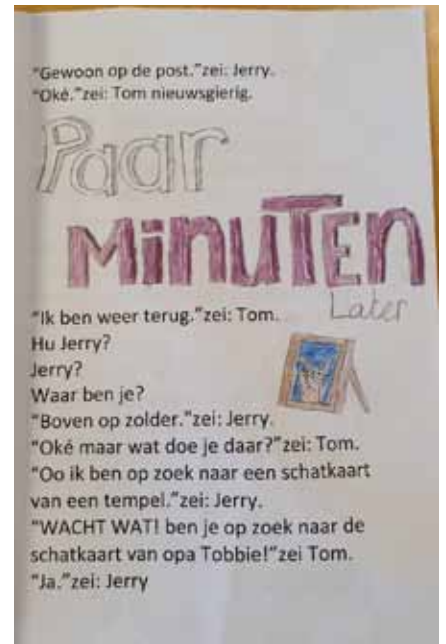 "Gewoon op de post."zei: Jerry.
"Oké."zei: Tom nieuwsgierig.
Paar
MINUTEN
Later
"Ik ben weer terug."zei: Tom.
Hu Jerry?
Jerry?
Waar ben je?
"Boven op zolder."zei: Jerry.
"Oké maar wat doe je daar?"zei: Tom.
"Oo ik ben op zoek naar een schatkaart
van een tempel."zei: Jerry.
"WACHT WAT! ben je op zoek naar de
schatkaart van opa Tobbie!"zei Tom.
"Ja."zei: Jerry